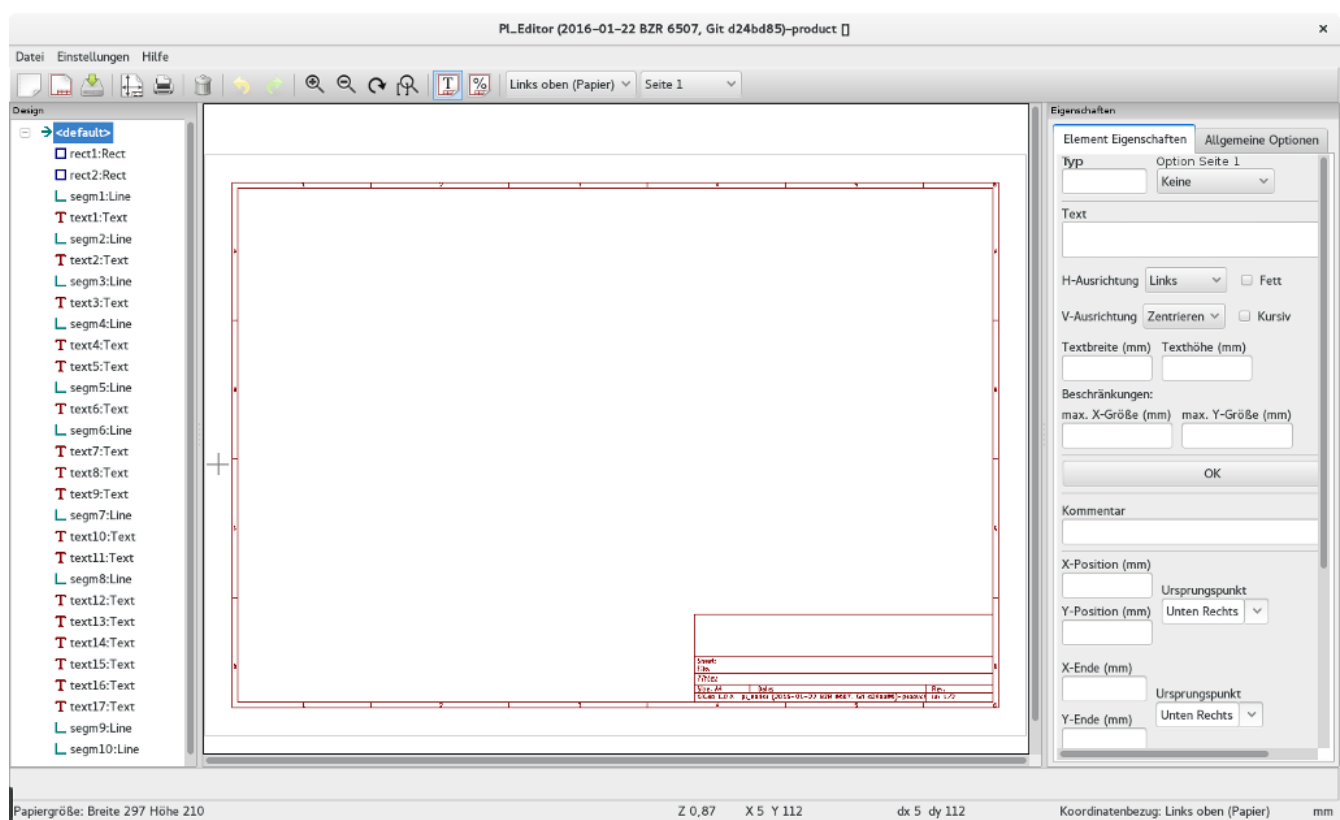 Pl_Editor (2016-01-22 BZR 6507, Git d24bd85)-product []
Datei Einstellungen Hilfe
Links oben (Papier) Seite 1
Design
<default>
rect1:Rect
rect2:Rect
segm1:Line
text1:Text
segm2:Line
text2:Text
segm3:Line
text3:Text
segm4:Line
text4:Text
text5:Text
segm5:Line
text6:Text
segm6:Line
text7:Text
text8:Text
text9:Text
segm7:Line
text10:Text
text11:Text
segm8:Line
text12:Text
text13:Text
text14:Text
text15:Text
text16:Text
text17:Text
segm9:Line
segm10:Line
Sheet:
File:
Title:
Size: A4 Date: Rev:
Eigenschaften
Element Eigenschaften Allgemeine Optionen
Typ Option Seite 1
Keine
Text
H-Ausrichtung Links Fett
V-Ausrichtung Zentrieren Kursiv
Textbreite (mm) Texthöhe (mm)
Beschränkungen:
max. X-Größe (mm) max. Y-Größe (mm)
OK
Kommentar
X-Position (mm)
Ursprungspunkt
Y-Position (mm) Unten Rechts
X-Ende (mm)
Ursprungspunkt
Y-Ende (mm) Unten Rechts
Papiergröße: Breite 297 Höhe 210 Z 0,87 X 5 Y 112 dx 5 dy 112 Koordinatenbezug: Links oben (Papier) mm